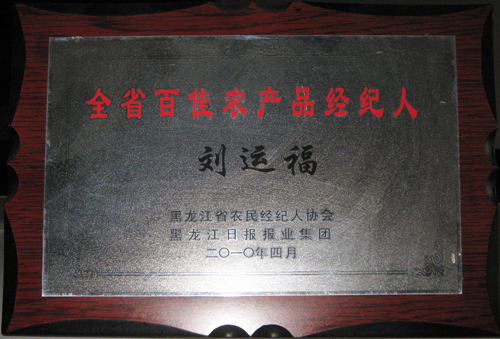 全省百佳农产品经纪人
刘运福
黑龙江省农民经纪人协会
黑龙江日报报业集团
二〇一〇年四月